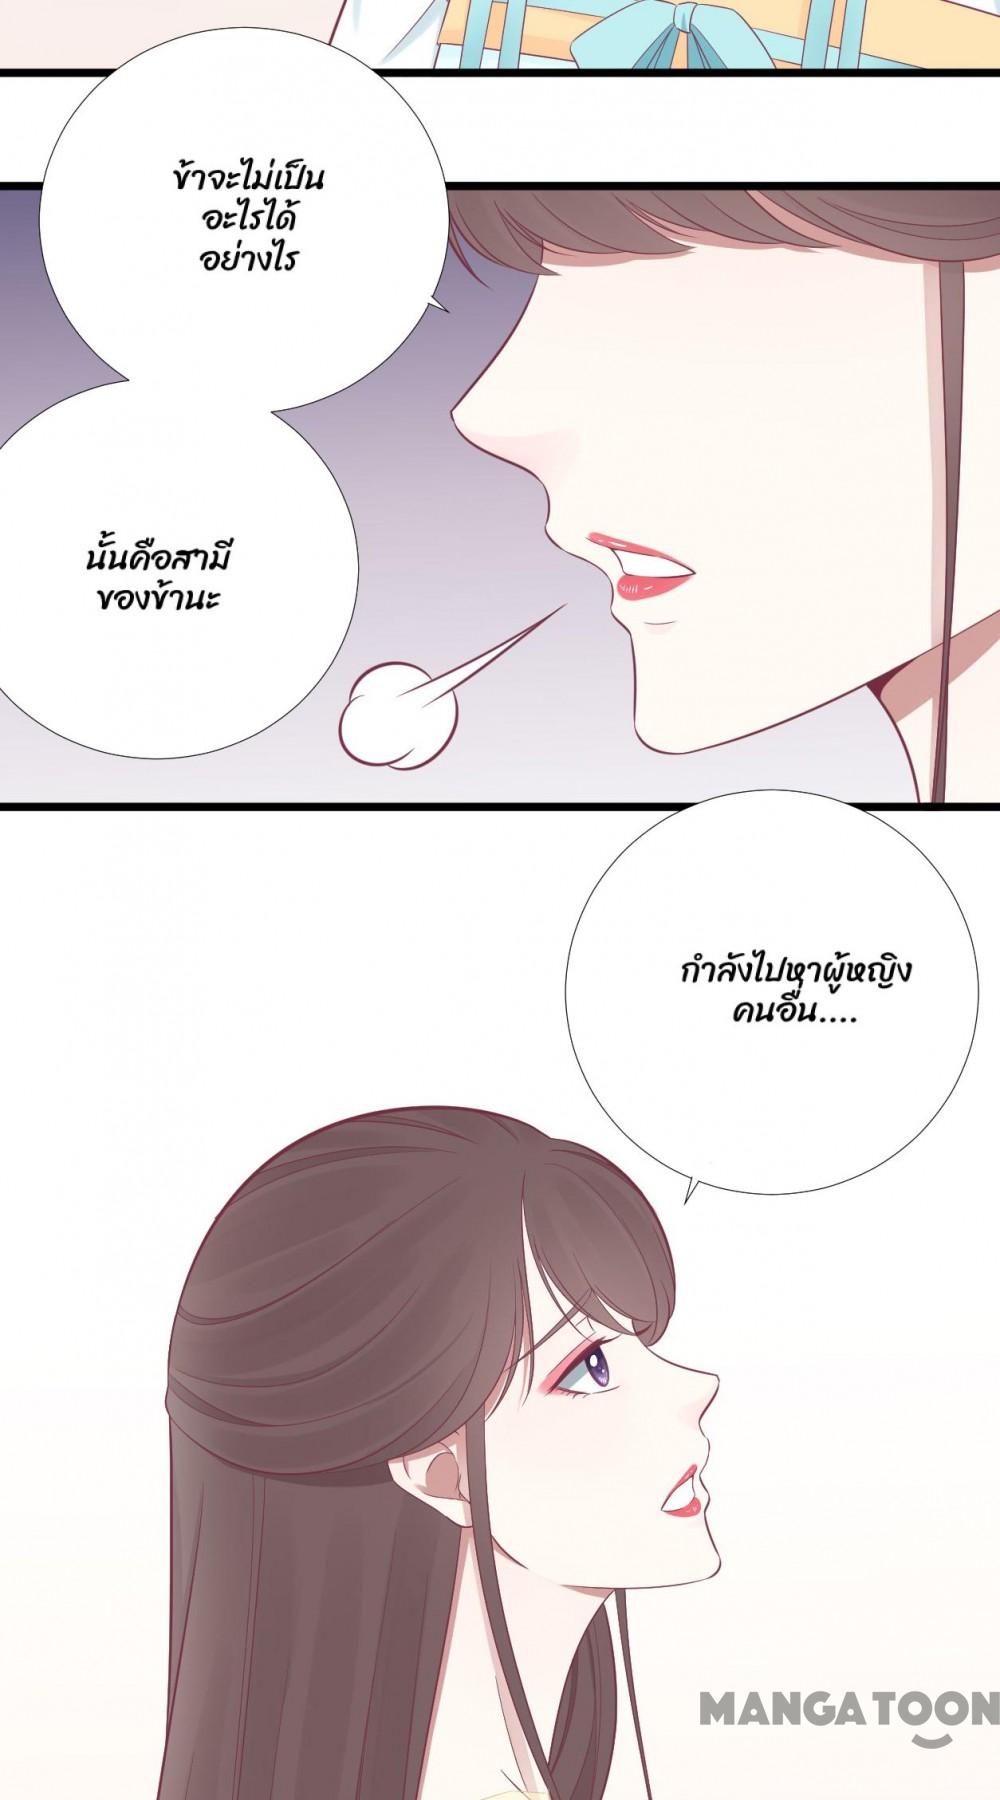 ข้าจะไม่เป็น
อะไรได้
อย่างไร
นั้นคือสามี
ของข้านะ
กำลังไปหาผู้หญิง
คนอื่น....
MANGATOON